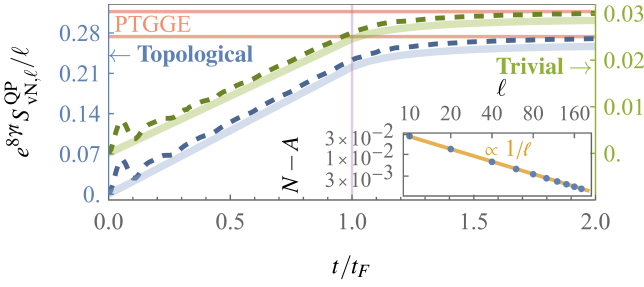 e^{8γt} S^{QP}_{vN,ℓ}/ℓ
0.28
0.21
0.14
0.07
0.
PTGGE
← Topological
Trivial →
0.03
0.02
0.01
0.
ℓ
10 20 40 80 160
N − A
3×10⁻²
1×10⁻²
3×10⁻³
∝ 1/ℓ
0.0 0.5 1.0 1.5 2.0
t/t_F